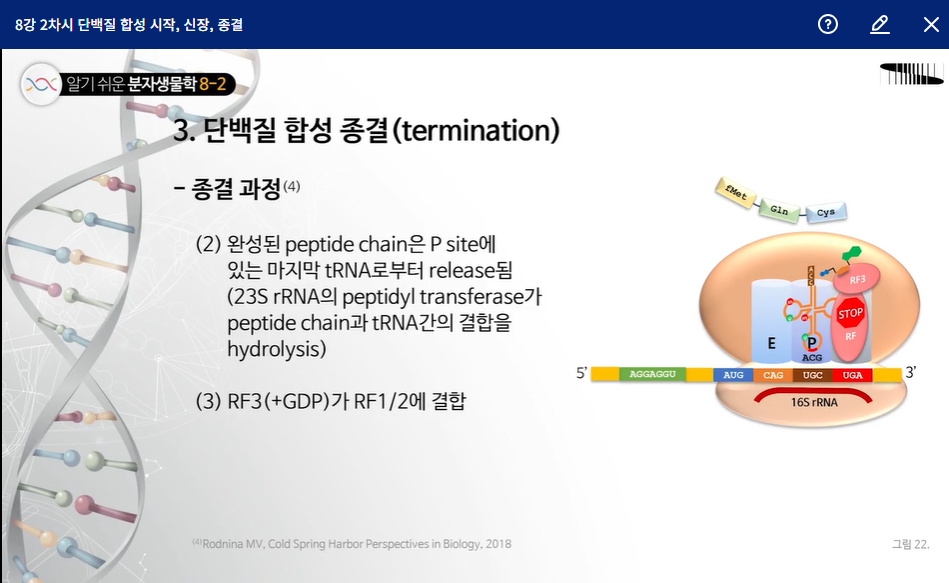 8강 2차시 단백질 합성 시작, 신장, 종결
알기 쉬운 분자생물학 8-2
3. 단백질 합성 종결(termination)
- 종결 과정(4)
(2) 완성된 peptide chain은 P site에
있는 마지막 tRNA로부터 release됨
(23S rRNA의 peptidyl transferase가
peptide chain과 tRNA간의 결합을
hydrolysis)
(3) RF3(+GDP)가 RF1/2에 결합
fMet Gln Cys
ACC
RF3
STOP
RF
E P
ACG
5' AGGAGGU AUG CAG UGC UGA 3'
16S rRNA
(4)Rodnina MV, Cold Spring Harbor Perspectives in Biology, 2018
그림 22.